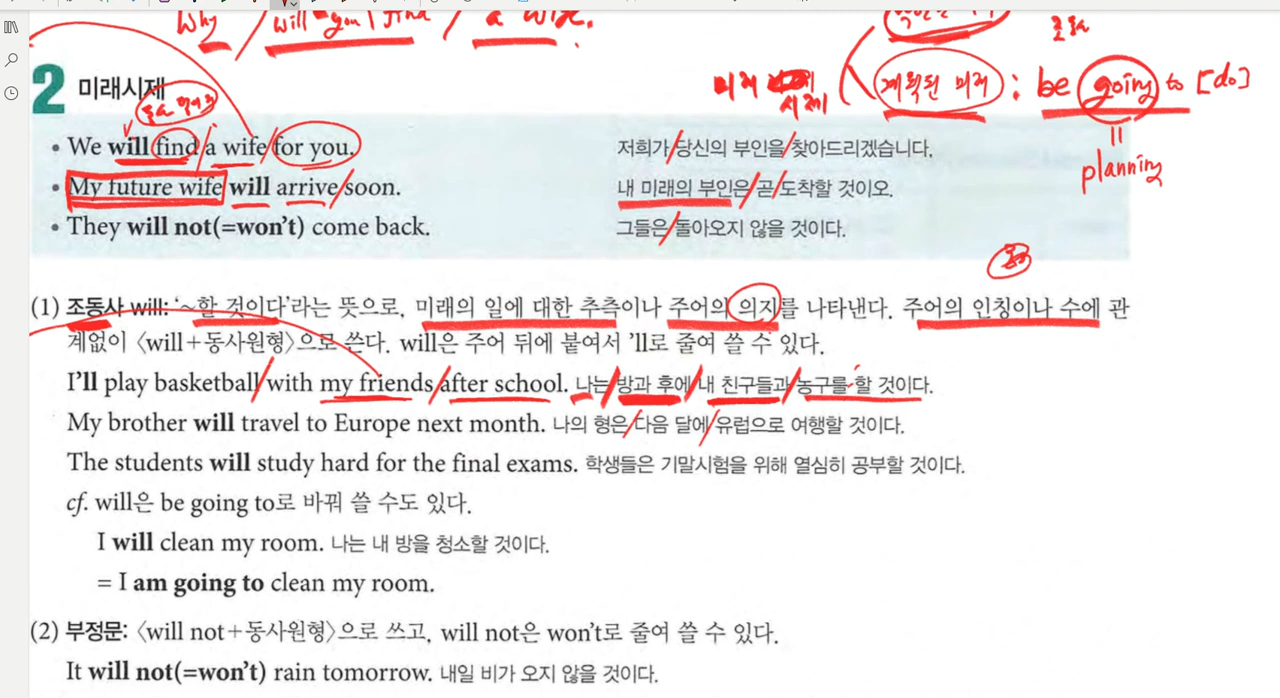 Why / will you find / a wife.
미래 시제
계획된 미래 : be going to [do]
=
planning
2 미래시제
• We will find a wife for you. 저희가 당신의 부인을 찾아드리겠습니다.
• My future wife will arrive soon. 내 미래의 부인은 곧 도착할 것이오.
• They will not(=won't) come back. 그들은 돌아오지 않을 것이다.
(1) 조동사 will: '~할 것이다'라는 뜻으로, 미래의 일에 대한 추측이나 주어의 의지를 나타낸다. 주어의 인칭이나 수에 관
계없이 〈will+동사원형〉으로 쓴다. will은 주어 뒤에 붙여서 'll로 줄여 쓸 수 있다.
I'll play basketball with my friends after school. 나는 방과 후에 내 친구들과 농구를 할 것이다.
My brother will travel to Europe next month. 나의 형은 다음 달에 유럽으로 여행할 것이다.
The students will study hard for the final exams. 학생들은 기말시험을 위해 열심히 공부할 것이다.
cf. will은 be going to로 바꿔 쓸 수도 있다.
I will clean my room. 나는 내 방을 청소할 것이다.
= I am going to clean my room.
(2) 부정문: 〈will not+동사원형〉으로 쓰고, will not은 won't로 줄여 쓸 수 있다.
It will not(=won't) rain tomorrow. 내일 비가 오지 않을 것이다.